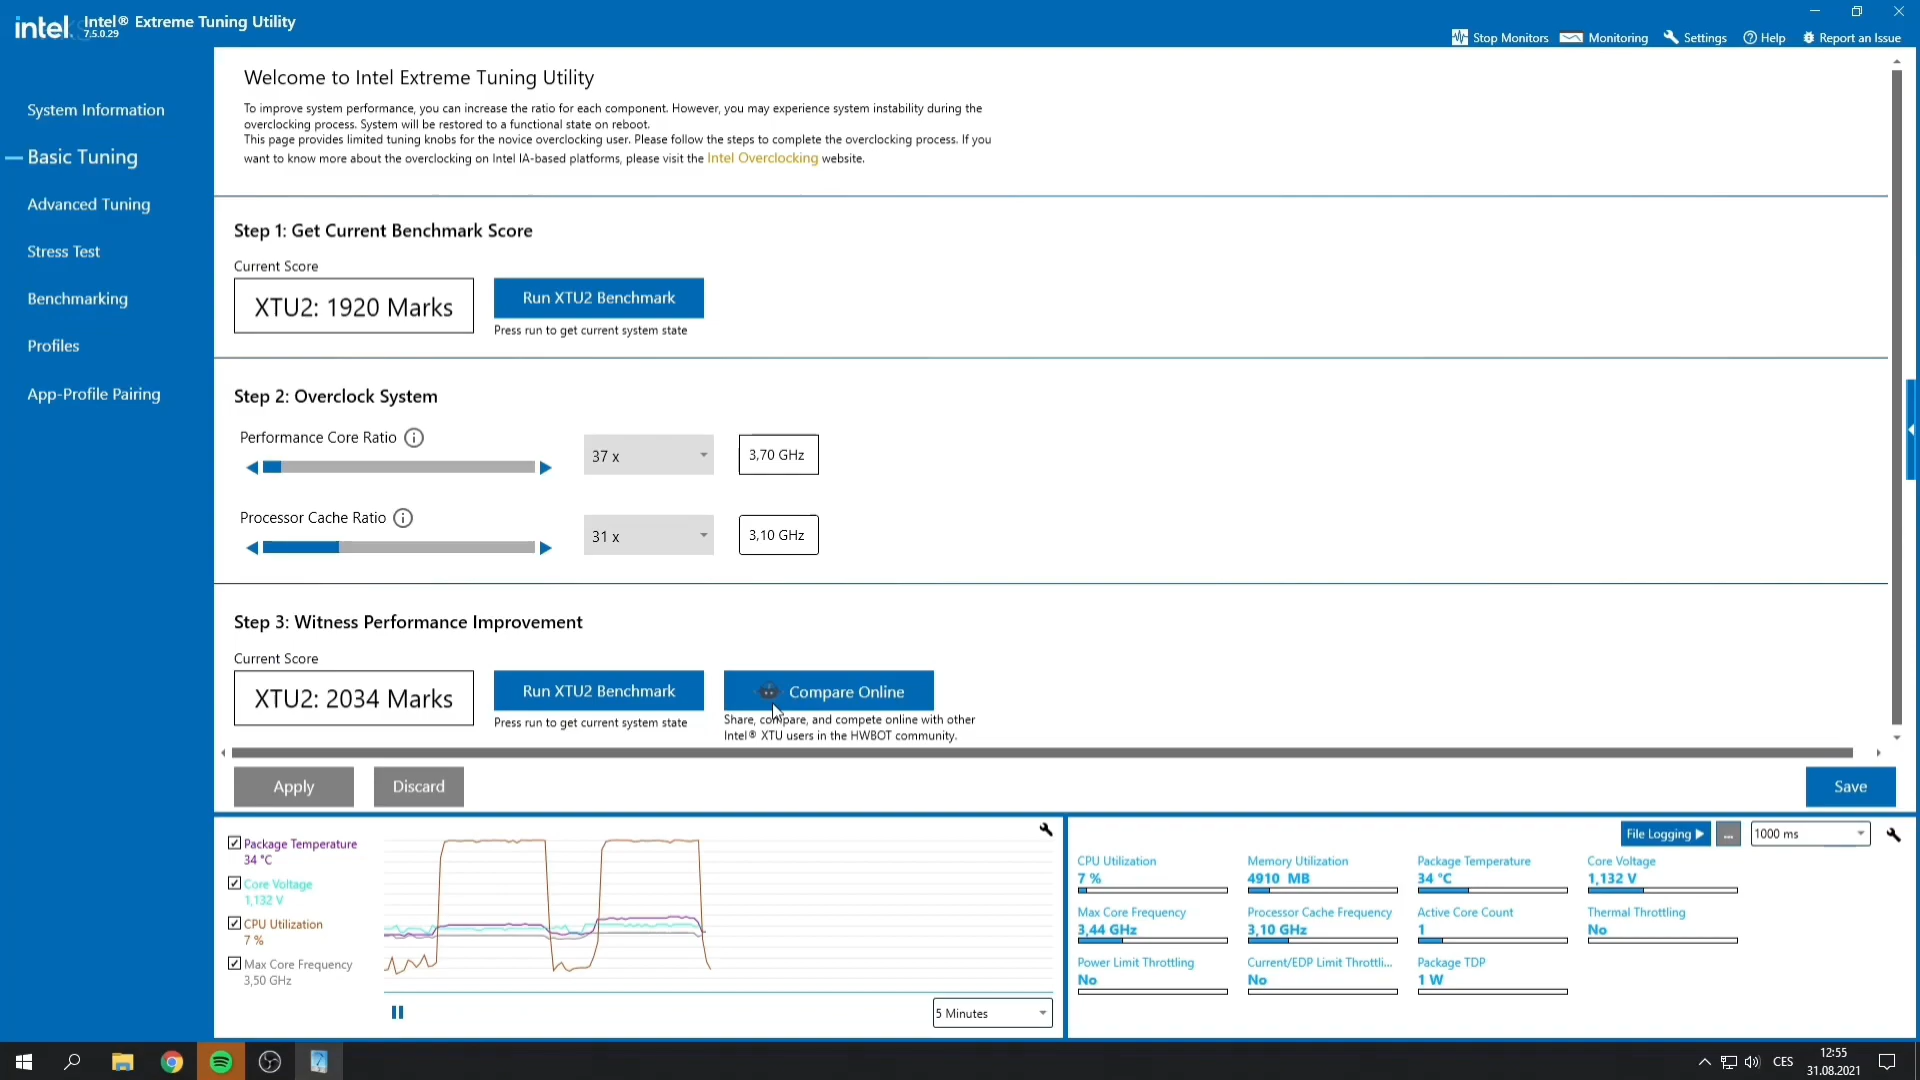 intel
Intel® Extreme Tuning Utility
7.5.0.29
Stop Monitors
Monitoring
Settings
Help
Report an Issue
System Information
Basic Tuning
Advanced Tuning
Stress Test
Benchmarking
Profiles
App-Profile Pairing
Welcome to Intel Extreme Tuning Utility
To improve system performance, you can increase the ratio for each component. However, you may experience system instability during the
overclocking process. System will be restored to a functional state on reboot.
This page provides limited tuning knobs for the novice overclocking user. Please follow the steps to complete the overclocking process. If you
want to know more about the overclocking on Intel IA-based platforms, please visit the Intel Overclocking website.
Step 1: Get Current Benchmark Score
Current Score
XTU2: 1920 Marks
Run XTU2 Benchmark
Press run to get current system state
Step 2: Overclock System
Performance Core Ratio
37 x
3,70 GHz
Processor Cache Ratio
31 x
3,10 GHz
Step 3: Witness Performance Improvement
Current Score
XTU2: 2034 Marks
Run XTU2 Benchmark
Press run to get current system state
Compare Online
Share, compare, and compete online with other
Intel® XTU users in the HWBOT community.
Apply
Discard
Save
Package Temperature
34 °C
Core Voltage
1,132 V
CPU Utilization
7 %
Max Core Frequency
3,50 GHz
5 Minutes
File Logging
...
1000 ms
CPU Utilization
7 %
Memory Utilization
4910 MB
Package Temperature
34 °C
Core Voltage
1,132 V
Max Core Frequency
3,44 GHz
Processor Cache Frequency
3,10 GHz
Active Core Count
1
Thermal Throttling
No
Power Limit Throttling
No
Current/EDP Limit Throttli...
No
Package TDP
1 W
CES
12:55
31.08.2021